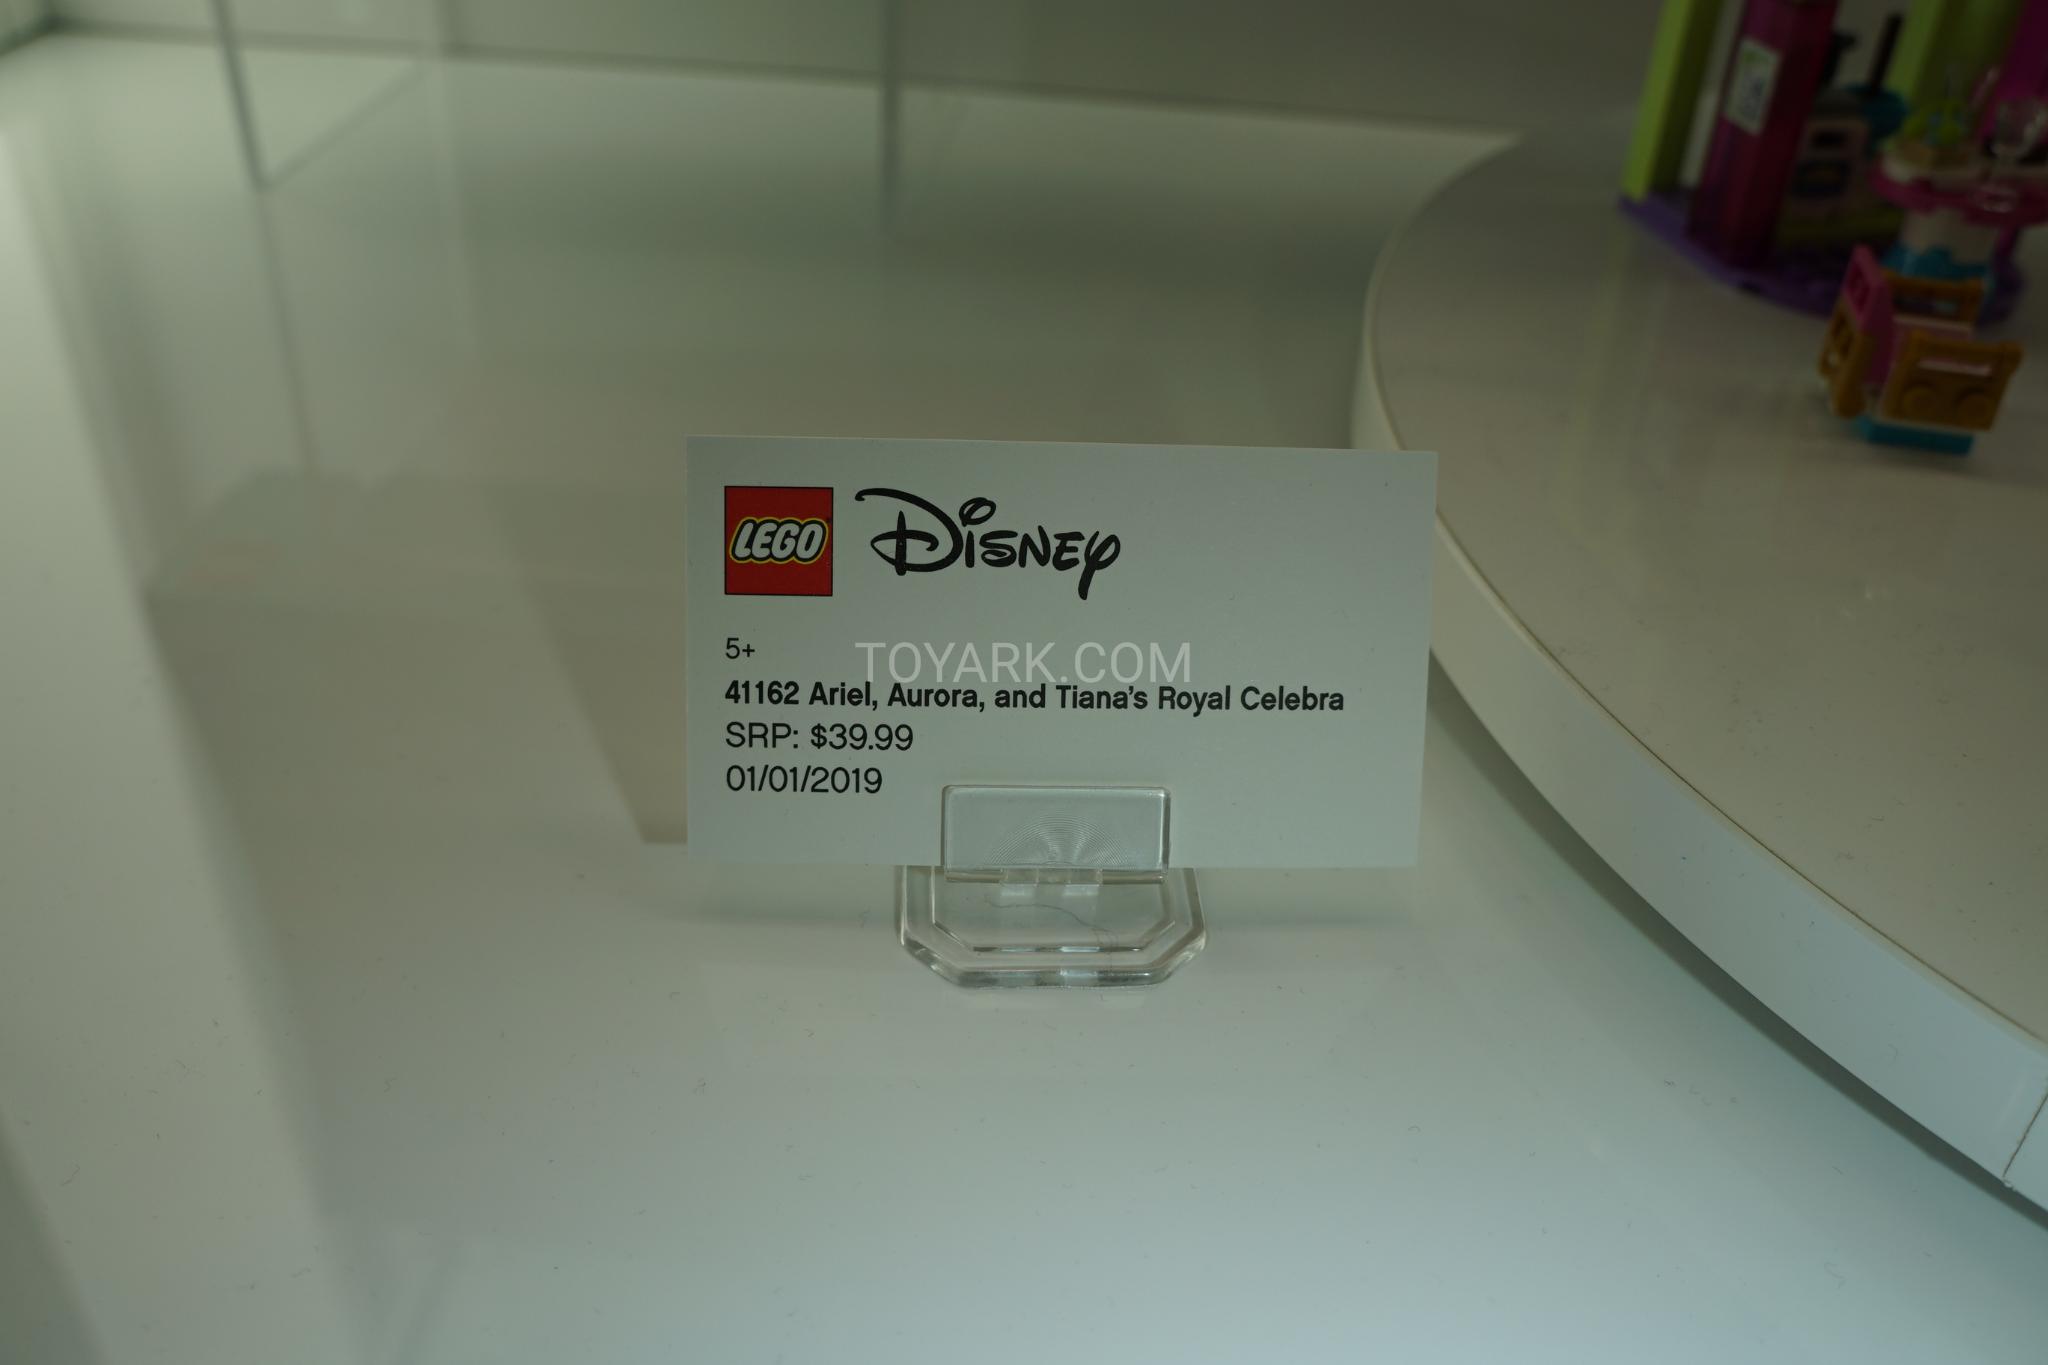 LEGO Disney
5+
TOYARK.COM
41162 Ariel, Aurora, and Tiana's Royal Celebra
SRP: $39.99
01/01/2019